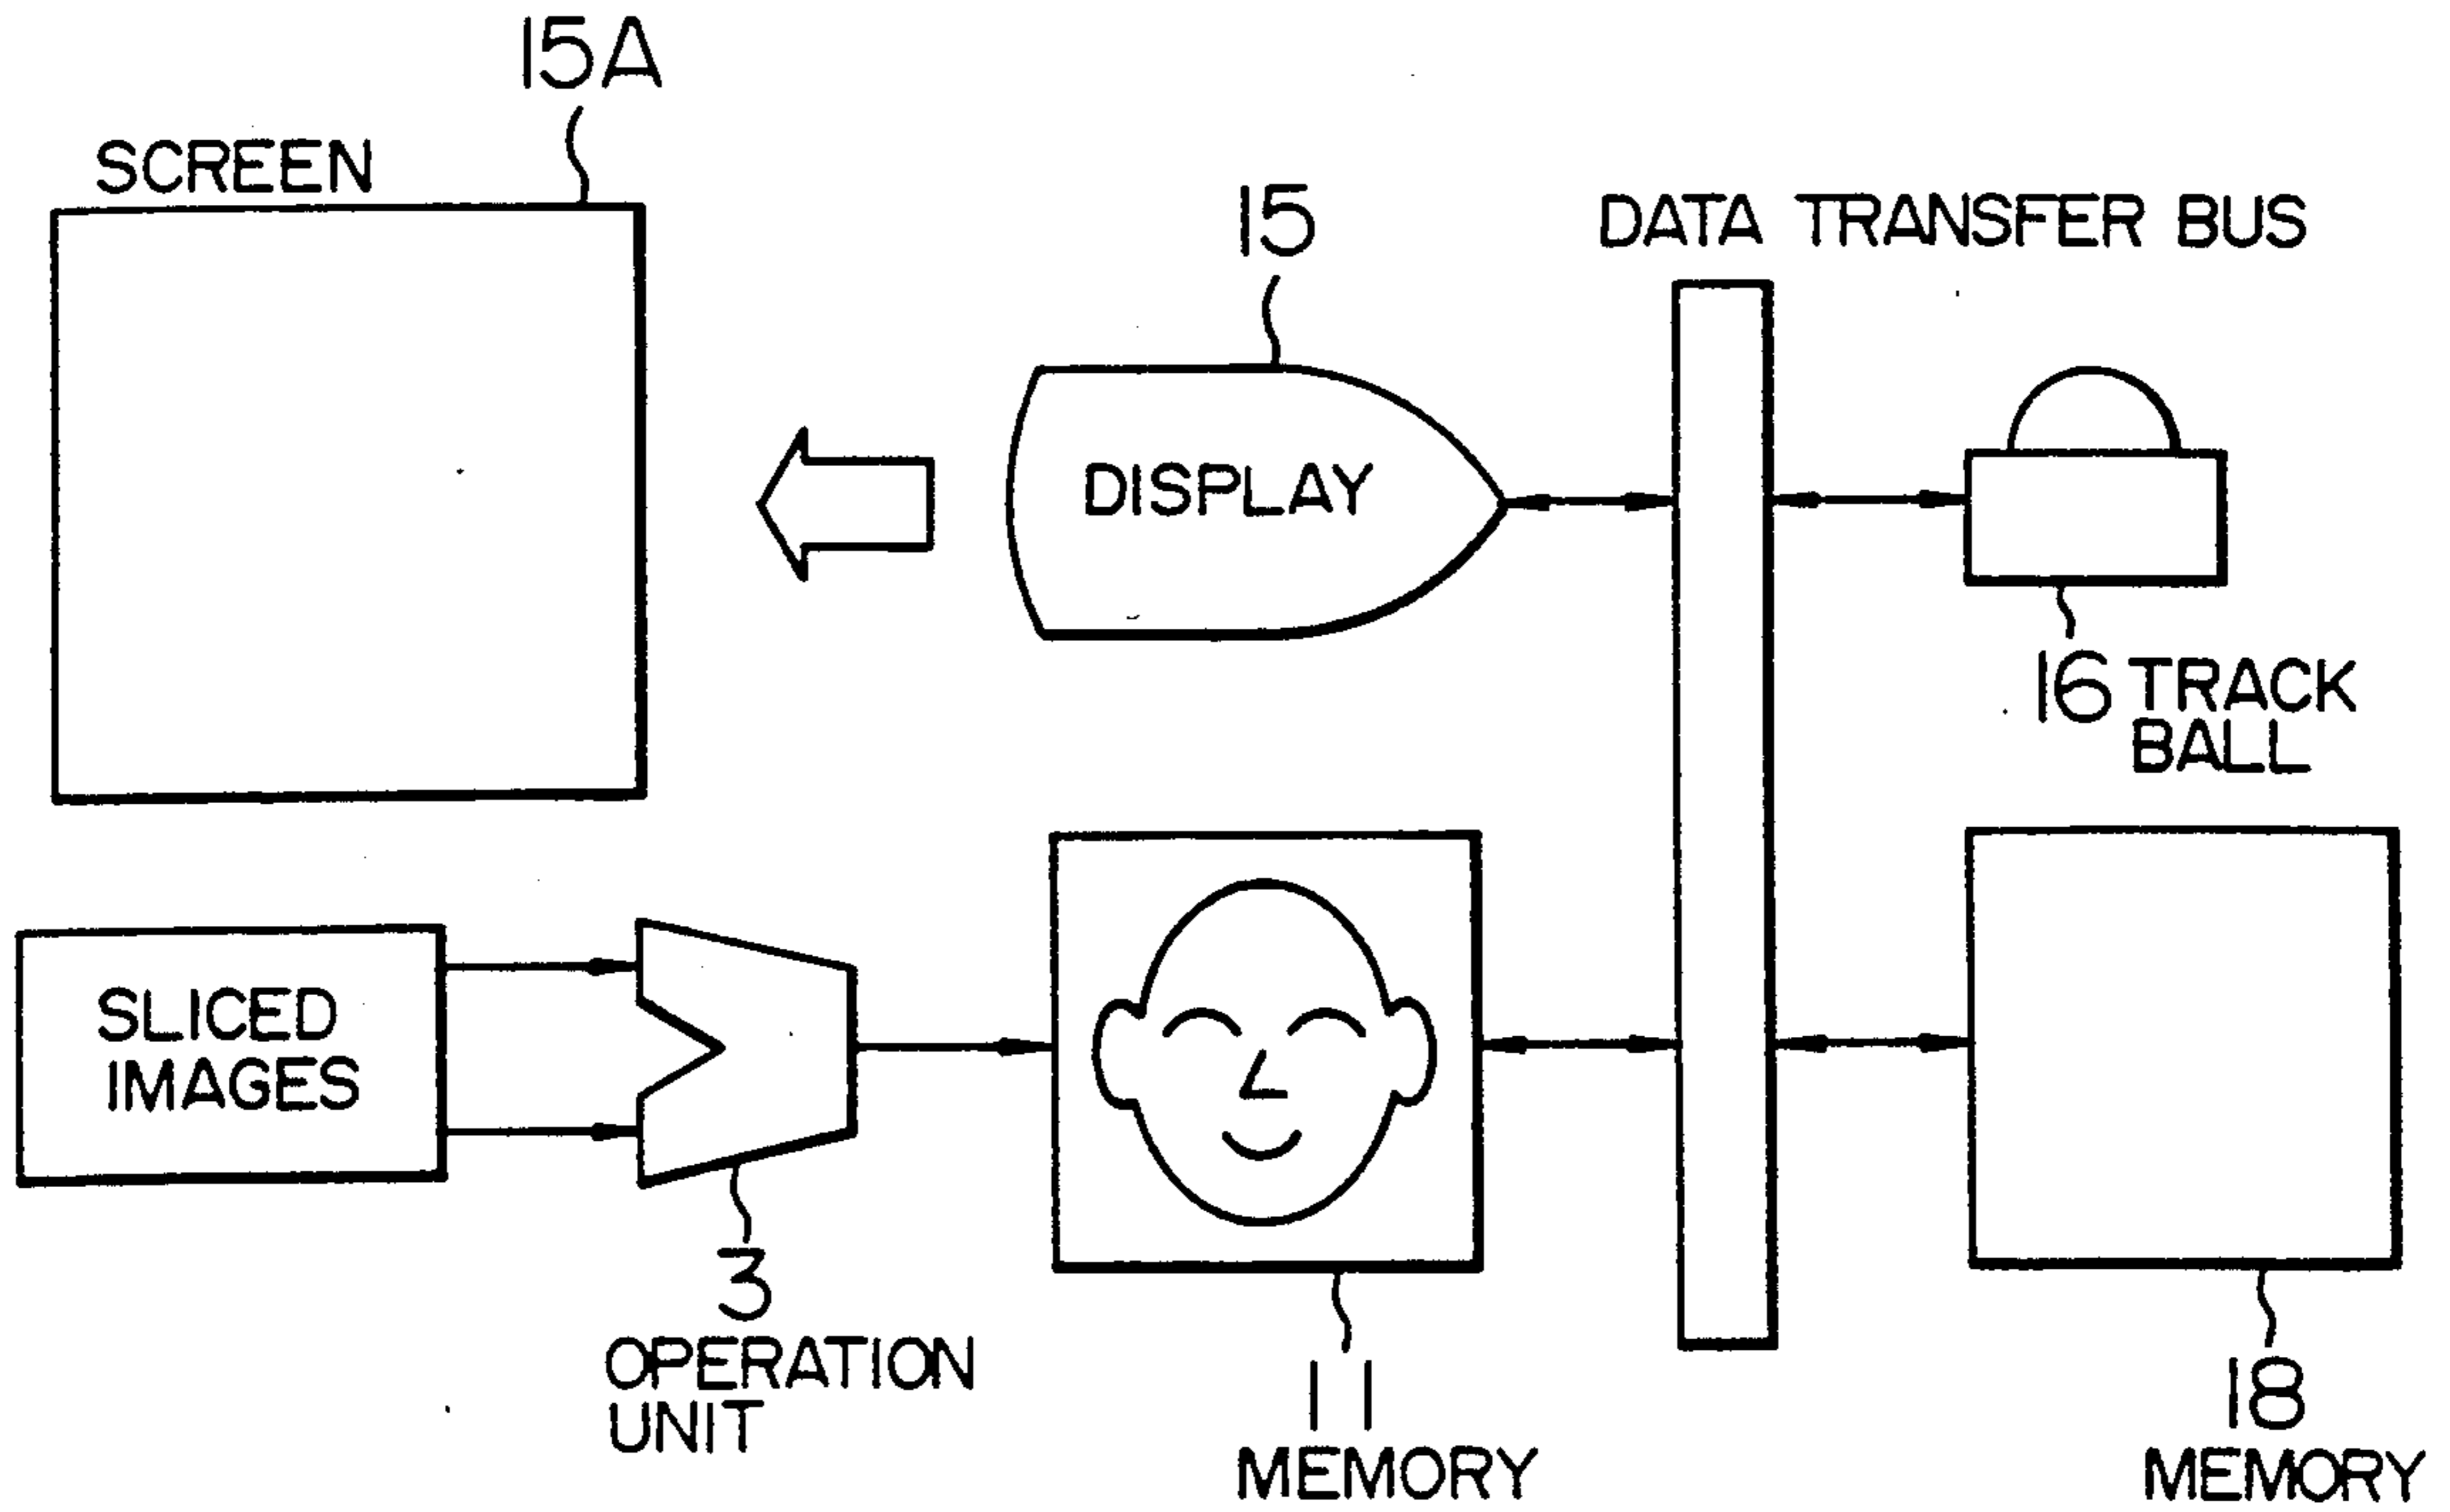 15A
SCREEN
15
DATA TRANSFER BUS
DISPLAY
16 TRACK
BALL
SLICED
IMAGES
3
OPERATION
UNIT
11
MEMORY
18
MEMORY